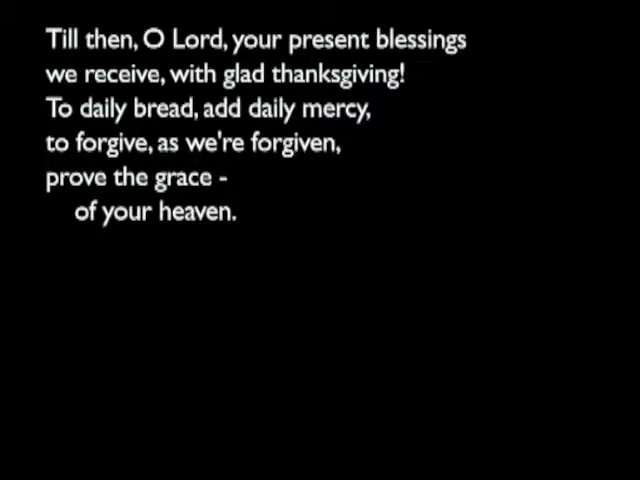 Till then, O Lord, your present blessings
we receive, with glad thanksgiving!
To daily bread, add daily mercy,
to forgive, as we're forgiven,
prove the grace -
of your heaven.